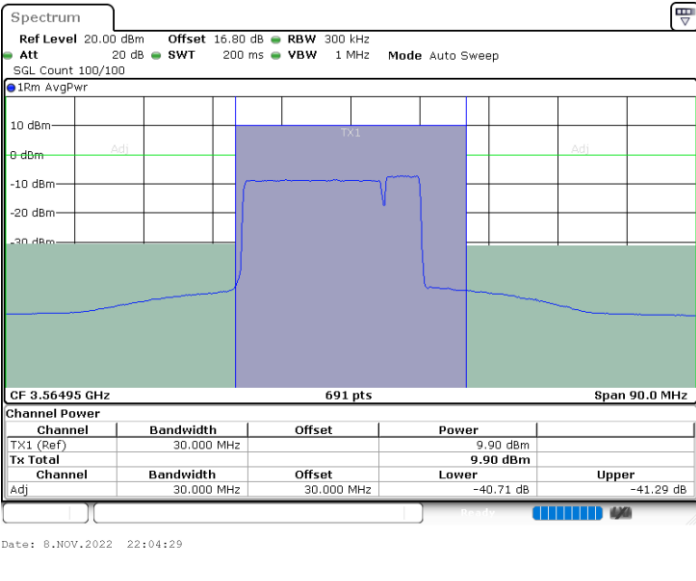 Spectrum
Ref Level 20.00 dBm Offset 16.80 dB RBW 300 kHz
Att 20 dB SWT 200 ms VBW 1 MHz Mode Auto Sweep
SGL Count 100/100
1Rm AvgPwr
10 dBm
TX1
Adj Adj
0 dBm
-10 dBm
-20 dBm
-30 dBm
CF 3.56495 GHz 691 pts Span 90.0 MHz
Channel Power
Channel Bandwidth Offset Power
TX1 (Ref) 30.000 MHz 9.90 dBm
Tx Total 9.90 dBm
Channel Bandwidth Offset Lower Upper
Adj 30.000 MHz 30.000 MHz -40.71 dB -41.29 dB
Ready
Date: 8.NOV.2022 22:04:29